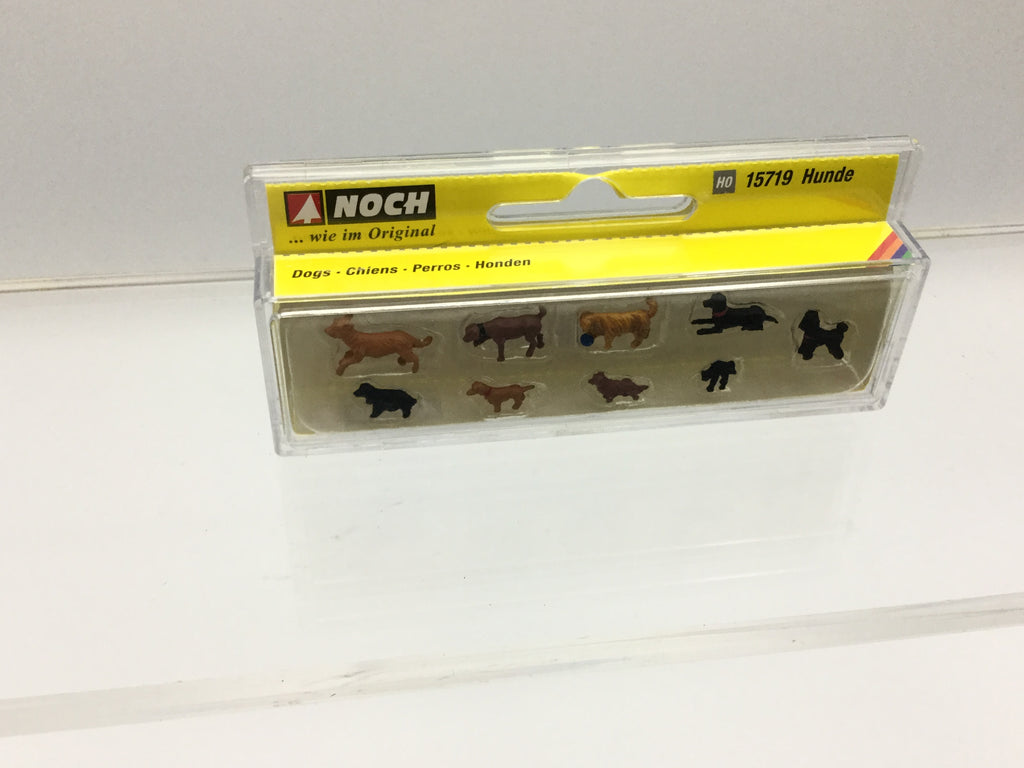 NOCH
... wie im Original
H0 15719 Hunde
Dogs · Chiens · Perros · Honden